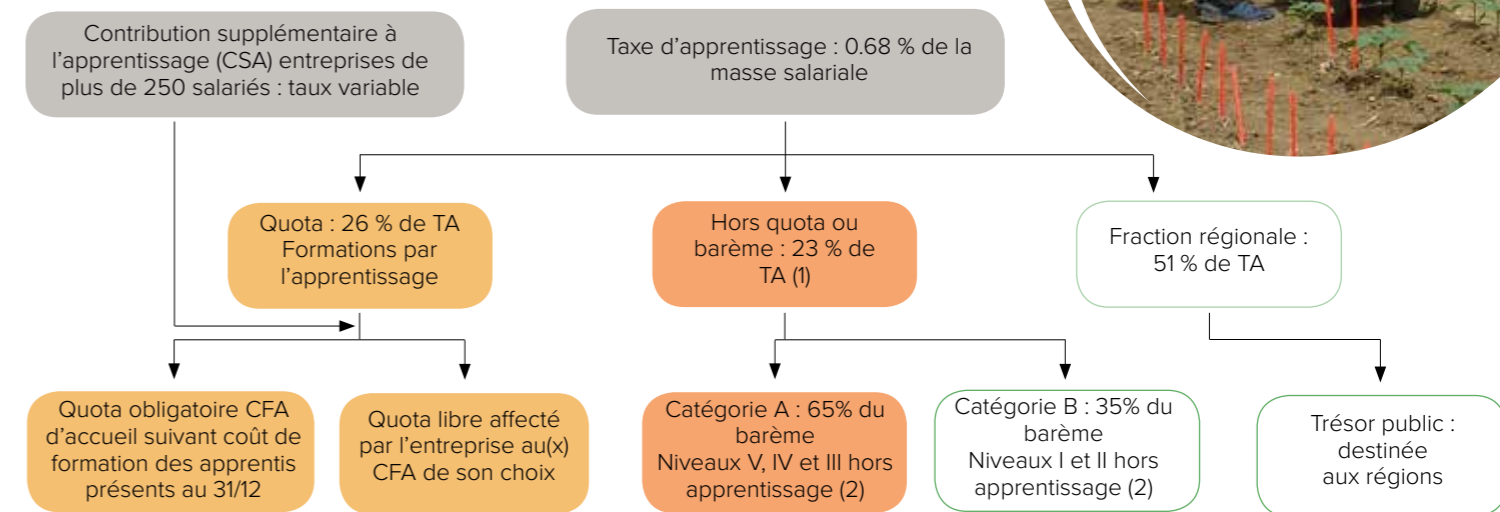 Contribution supplémentaire à
l'apprentissage (CSA) entreprises de
plus de 250 salariés : taux variable
Taxe d'apprentissage : 0.68 % de la
masse salariale
Quota : 26 % de TA
Formations par
l'apprentissage
Hors quota ou
barème : 23 % de
TA (1)
Fraction régionale :
51 % de TA
Quota obligatoire CFA
d'accueil suivant coût de
formation des apprentis
présents au 31/12
Quota libre affecté
par l'entreprise au(x)
CFA de son choix
Catégorie A : 65% du
barème
Niveaux V, IV et III hors
apprentissage (2)
Catégorie B : 35% du
barème
Niveaux I et II hors
apprentissage (2)
Trésor public :
destinée
aux régions